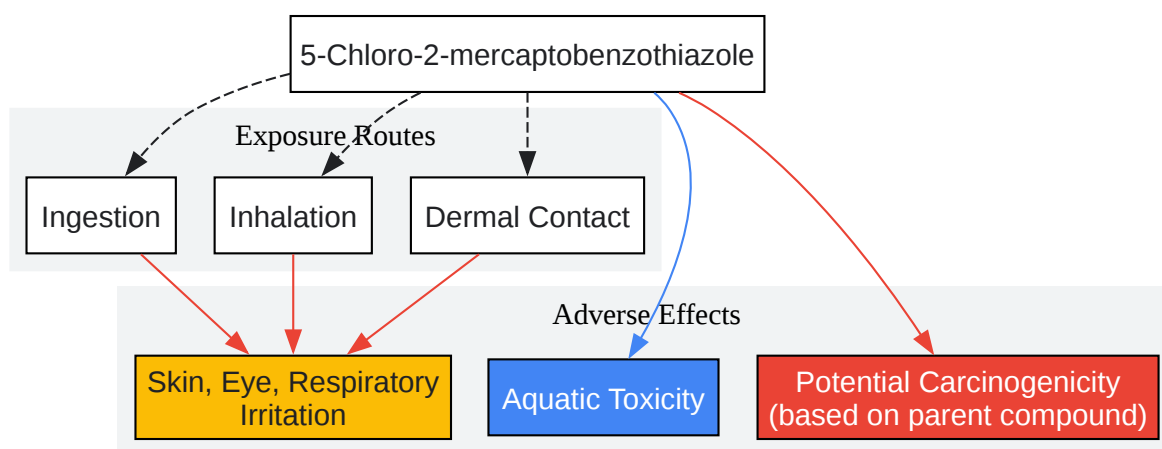 5-Chloro-2-mercaptobenzothiazole
Exposure Routes
Ingestion
Inhalation
Dermal Contact
Adverse Effects
Skin, Eye, Respiratory
Irritation
Aquatic Toxicity
Potential Carcinogenicity
(based on parent compound)